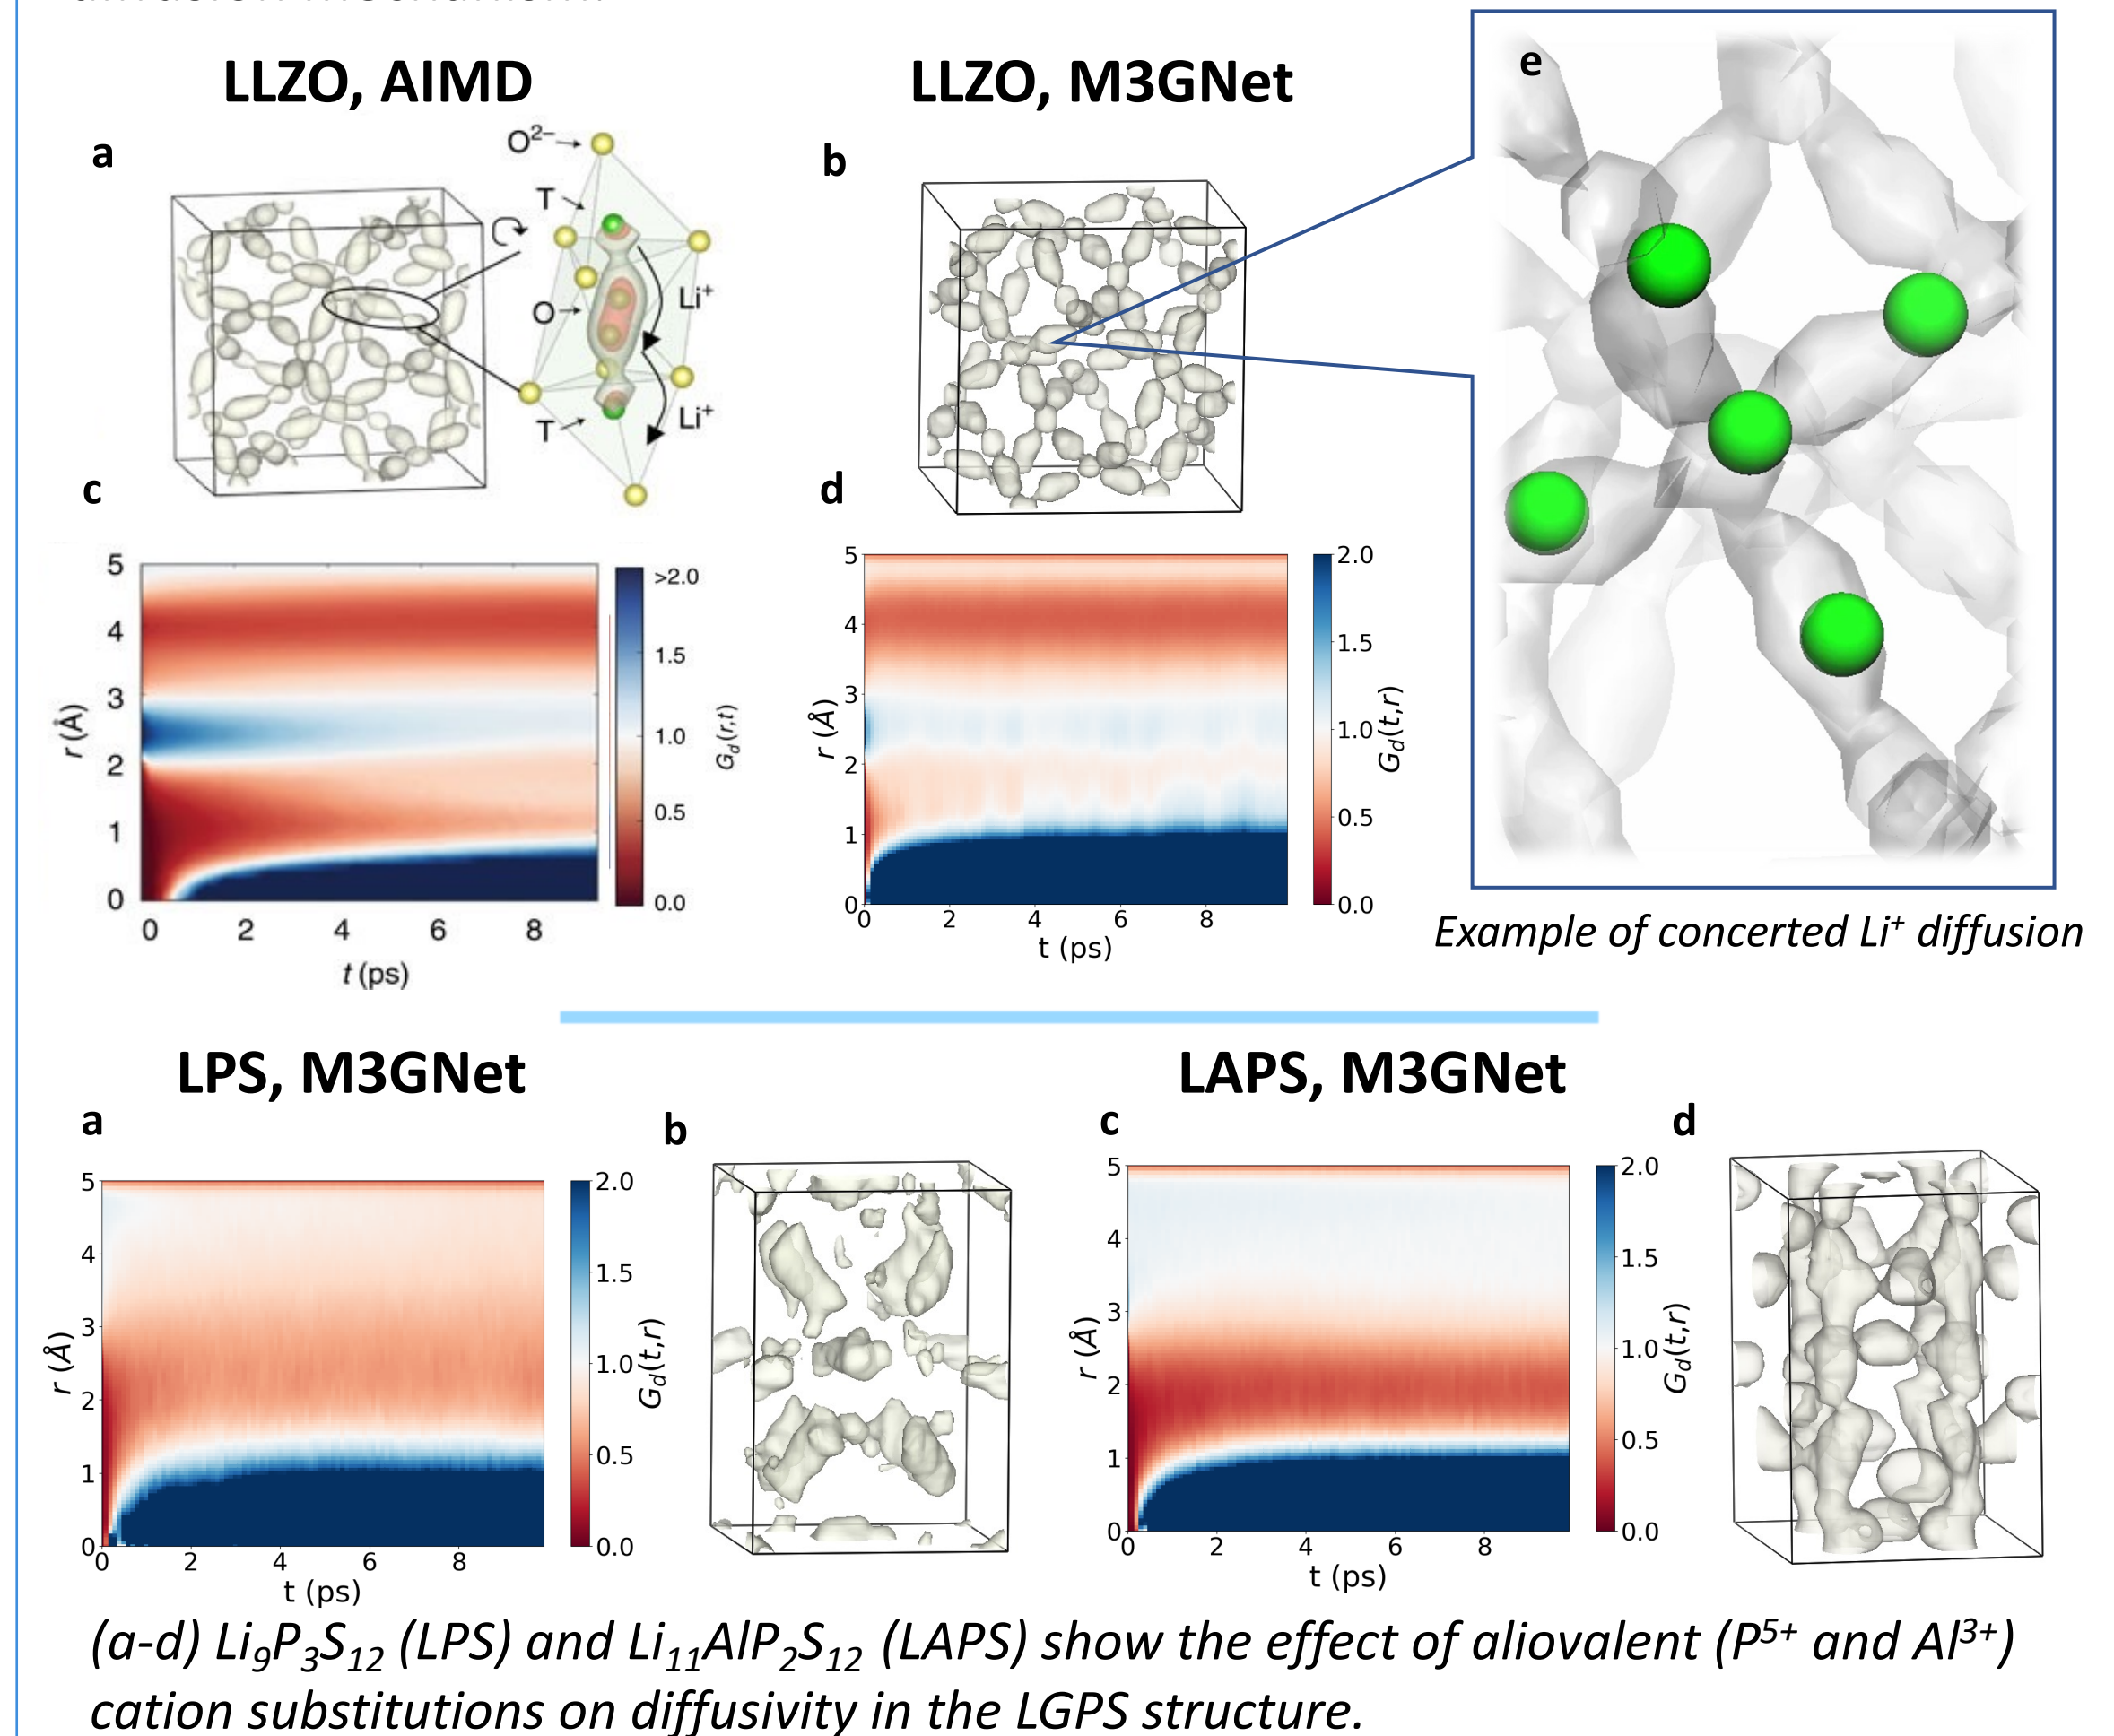 LLZO, AIMD
LLZO, M3GNet
a
O²⁻
T
O
T
Li⁺
Li⁺
b
e
c
5
4
3
2
1
0
r (Å)
0 2 4 6 8
t (ps)
>2.0
1.5
1.0
0.5
0.0
G_d(r,t)
d
5
4
3
2
1
0
r (Å)
0 2 4 6 8
t (ps)
2.0
1.5
1.0
0.5
0.0
G_d(t,r)
Example of concerted Li⁺ diffusion
LPS, M3GNet
LAPS, M3GNet
a
5
4
3
2
1
0
r (Å)
0 2 4 6 8
t (ps)
2.0
1.5
1.0
0.5
0.0
G_d(t,r)
b
c
5
4
3
2
1
0
r (Å)
0 2 4 6 8
t (ps)
2.0
1.5
1.0
0.5
0.0
G_d(t,r)
d
(a-d) Li₉P₃S₁₂ (LPS) and Li₁₁AlP₂S₁₂ (LAPS) show the effect of aliovalent (P⁵⁺ and Al³⁺)
cation substitutions on diffusivity in the LGPS structure.